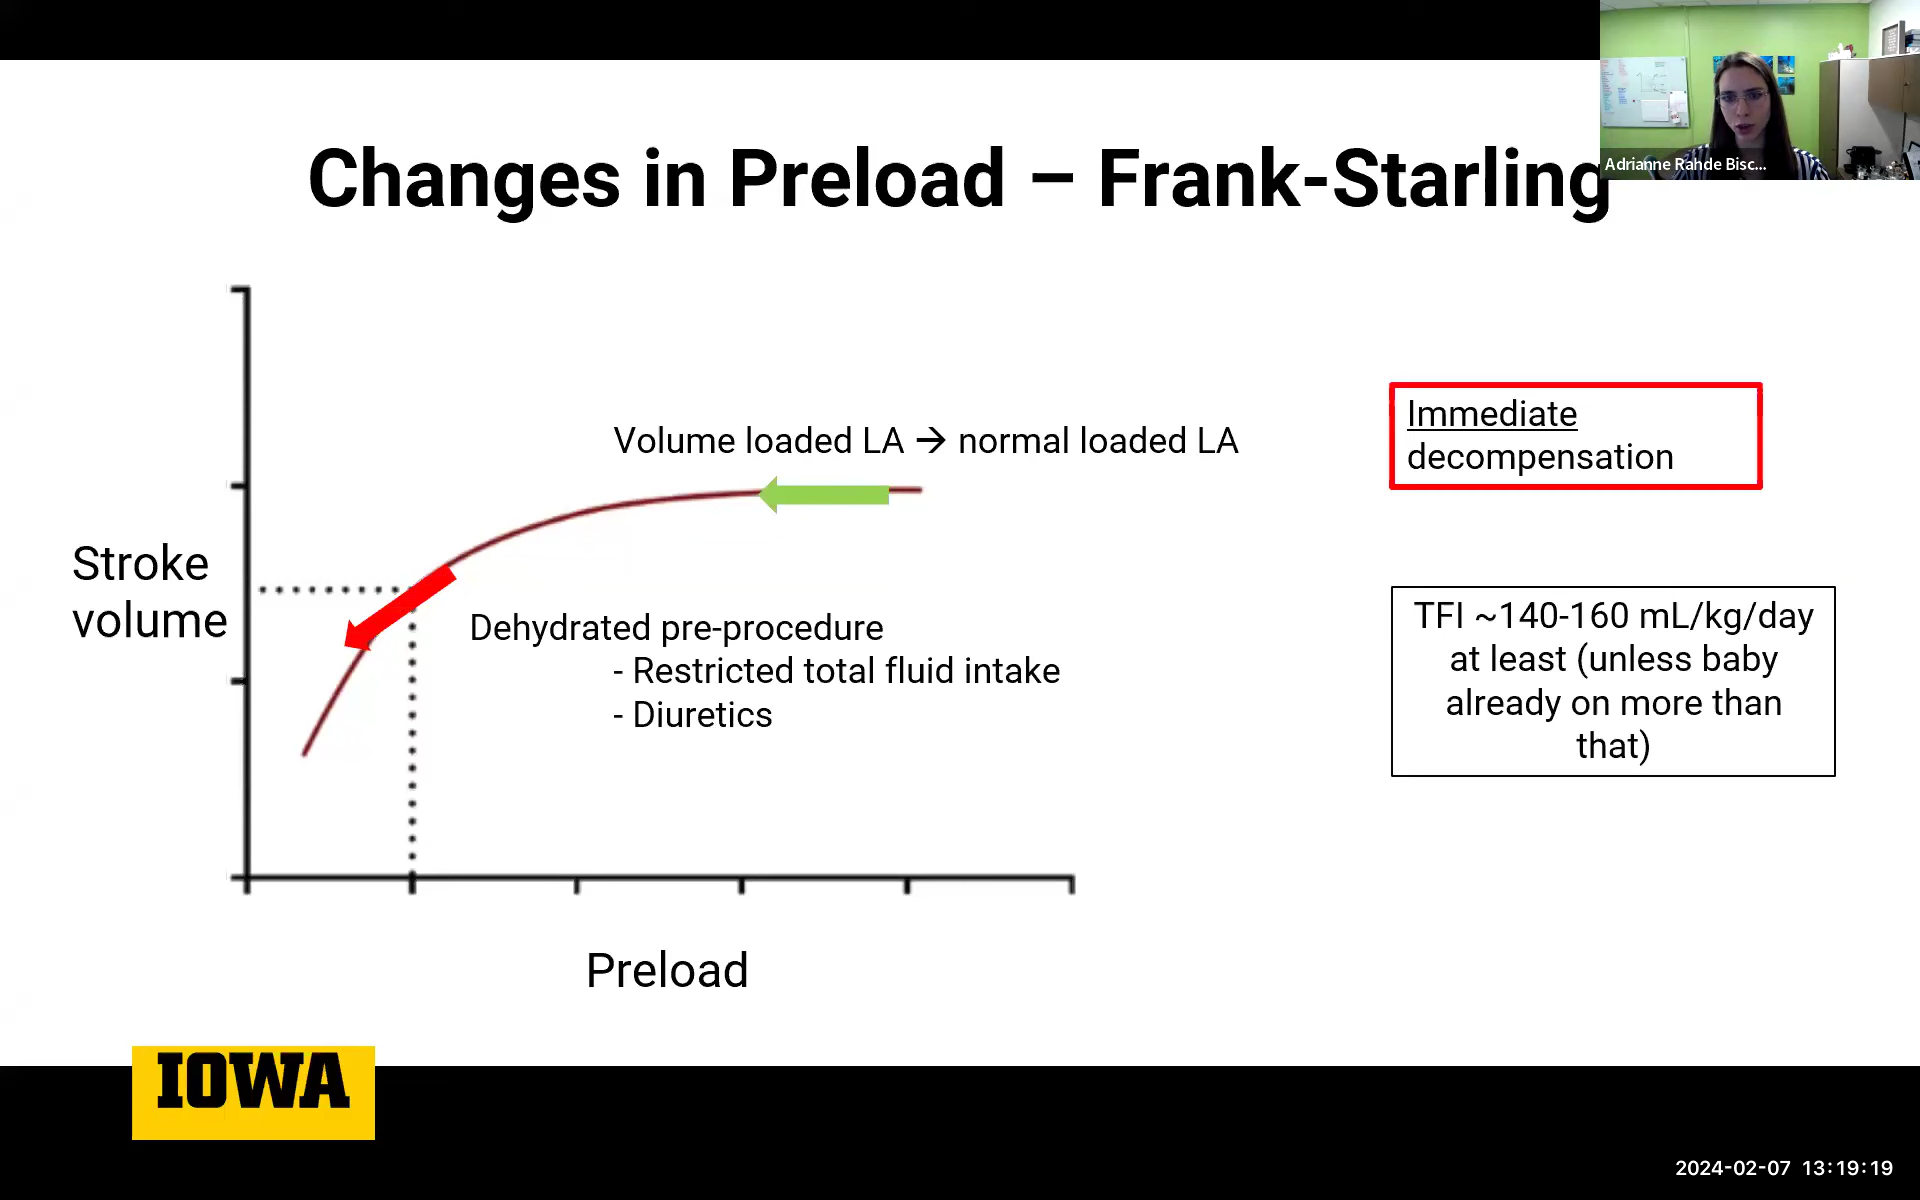 Adrianne Rahde Bisc...
Changes in Preload – Frank-Starling
Volume loaded LA → normal loaded LA
Immediate
decompensation
Stroke
volume
Dehydrated pre-procedure
- Restricted total fluid intake
- Diuretics
TFI ~140-160 mL/kg/day
at least (unless baby
already on more than
that)
Preload
IOWA
2024-02-07 13:19:19